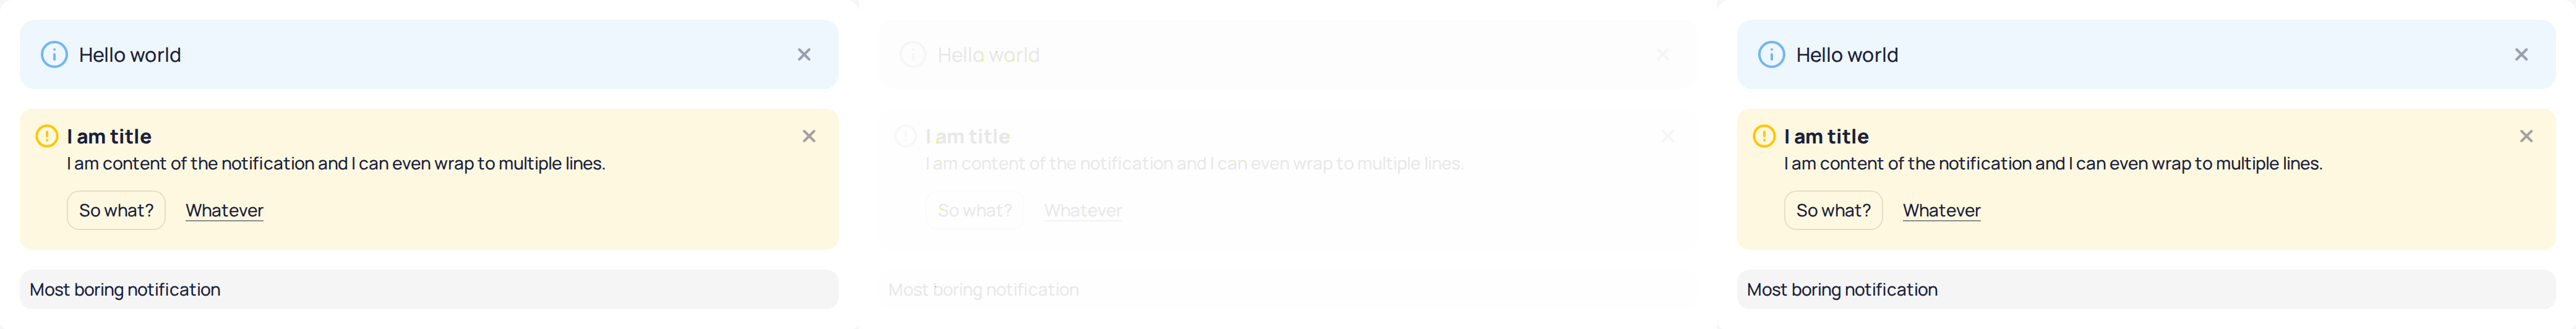 Hello world
I am title
I am content of the notification and I can even wrap to multiple lines.
So what? Whatever
Most boring notification
Hello world
I am title
I am content of the notification and I can even wrap to multiple lines.
So what? Whatever
Most boring notification
Hello world
I am title
I am content of the notification and I can even wrap to multiple lines.
So what? Whatever
Most boring notification